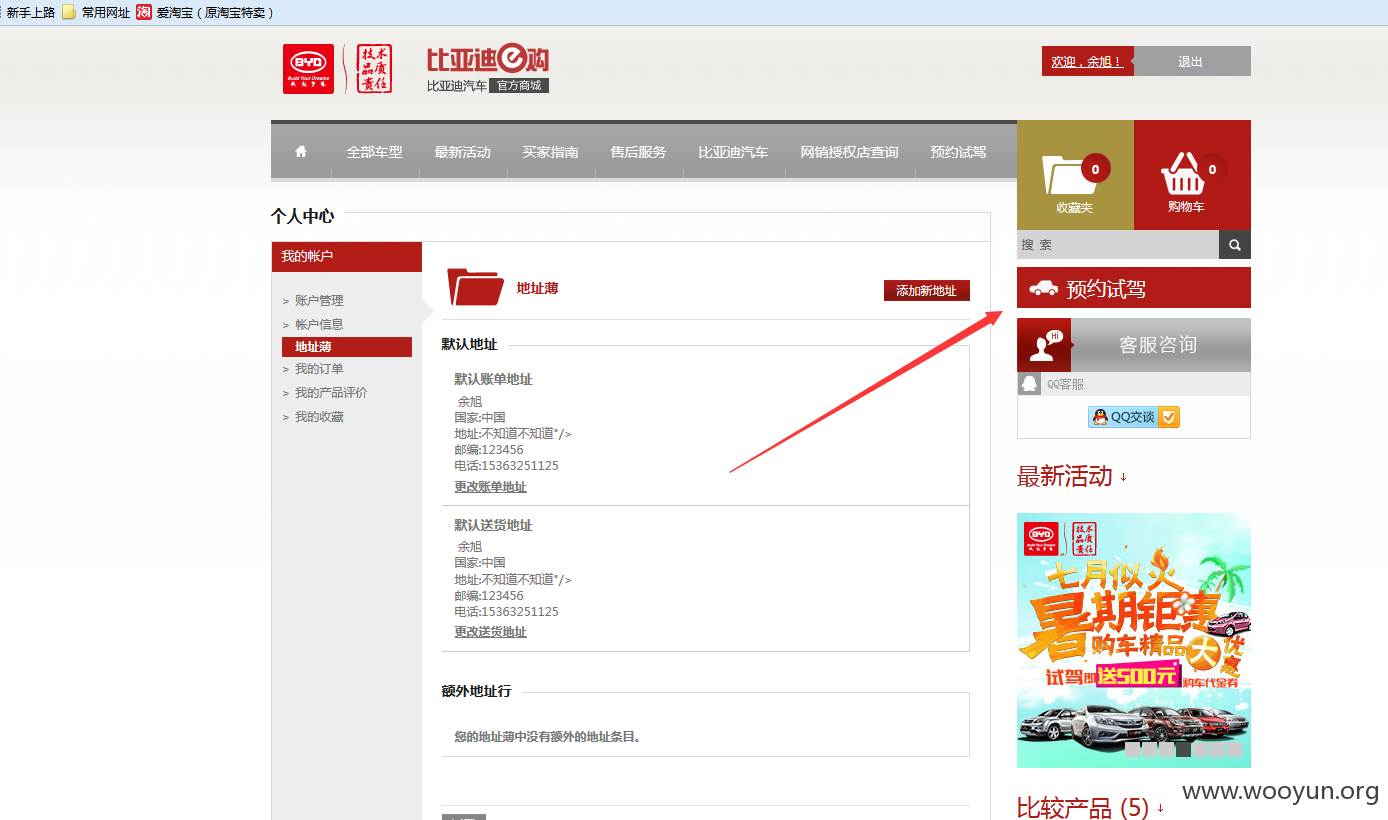 新手上路 常用网址 淘 爱淘宝（原淘宝特卖）
BYD
Build Your Dreams
技术
品质
责任
比亚迪e购
比亚迪汽车 官方商城
欢迎，余旭！ 退出
全部车型 最新活动 买家指南 售后服务 比亚迪汽车 网销授权店查询 预约试驾
0 0
收藏夹 购物车
搜 索
个人中心
我的帐户
> 账户管理
> 帐户信息
地址薄
> 我的订单
> 我的产品评价
> 我的收藏
地址薄 添加新地址
默认地址
默认账单地址
余旭
国家:中国
地址:不知道不知道"/>
邮编:123456
电话:15363251125
更改账单地址
默认送货地址
余旭
国家:中国
地址:不知道不知道"/>
邮编:123456
电话:15363251125
更改送货地址
额外地址行
您的地址薄中没有额外的地址条目。
预约试驾
Hi 客服咨询
QQ客服
QQ交谈
最新活动 ↓
BYD
技术
品质
责任
七月似火
暑期钜惠
购车精品大优惠
试驾即送500元购车代金券
比较产品 (5) ↓
www.wooyun.org